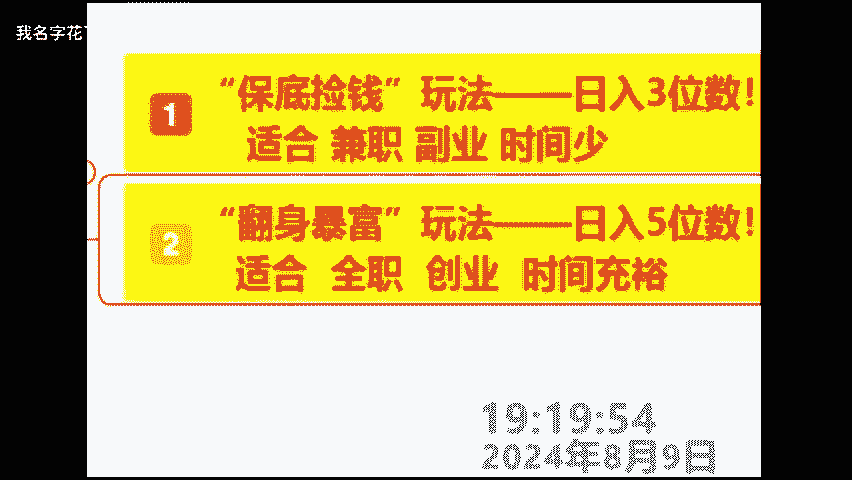 我名字花
1
“保底捡钱”玩法——日入3位数!
适合 兼职 副业 时间少
2
“翻身暴富”玩法——日入5位数!
适合 全职 创业 时间充裕
19:19:54
2024年8月9日